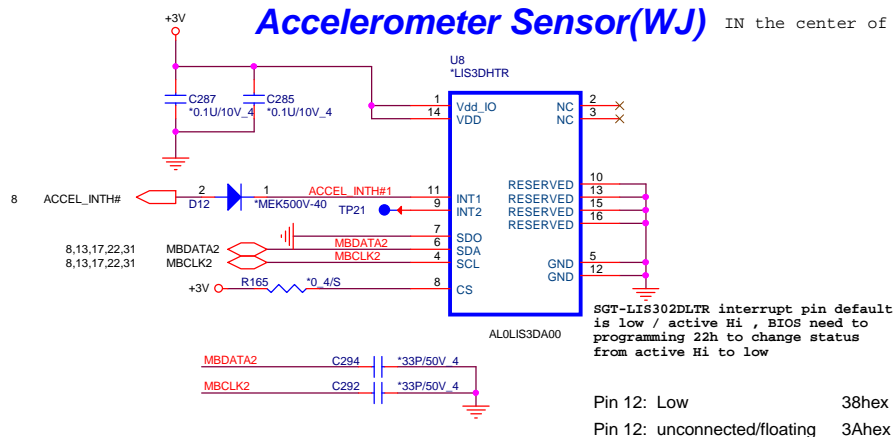 Accelerometer Sensor(WJ) IN the center of
+3V
U8
*LIS3DHTR
C287
*0.1U/10V_4
C285
*0.1U/10V_4
1
14
Vdd_IO
VDD
NC
NC
2
3
8 ACCEL_INTH#
2
D12
1
*MEK500V-40
ACCEL_INTH#1
TP21
11
9
INT1
INT2
RESERVED
RESERVED
RESERVED
RESERVED
10
13
15
16
8,13,17,22,31 MBDATA2
8,13,17,22,31 MBCLK2
MBDATA2
MBCLK2
7
6
4
SDO
SDA
SCL
GND
GND
5
12
+3V
R165
*0_4/S
8
CS
AL0LIS3DA00
SGT-LIS302DLTR interrupt pin default
is low / active Hi , BIOS need to
programming 22h to change status
from active Hi to low
MBDATA2
C294
*33P/50V_4
MBCLK2
C292
*33P/50V_4
Pin 12: Low 38hex
Pin 12: unconnected/floating 3Ahex